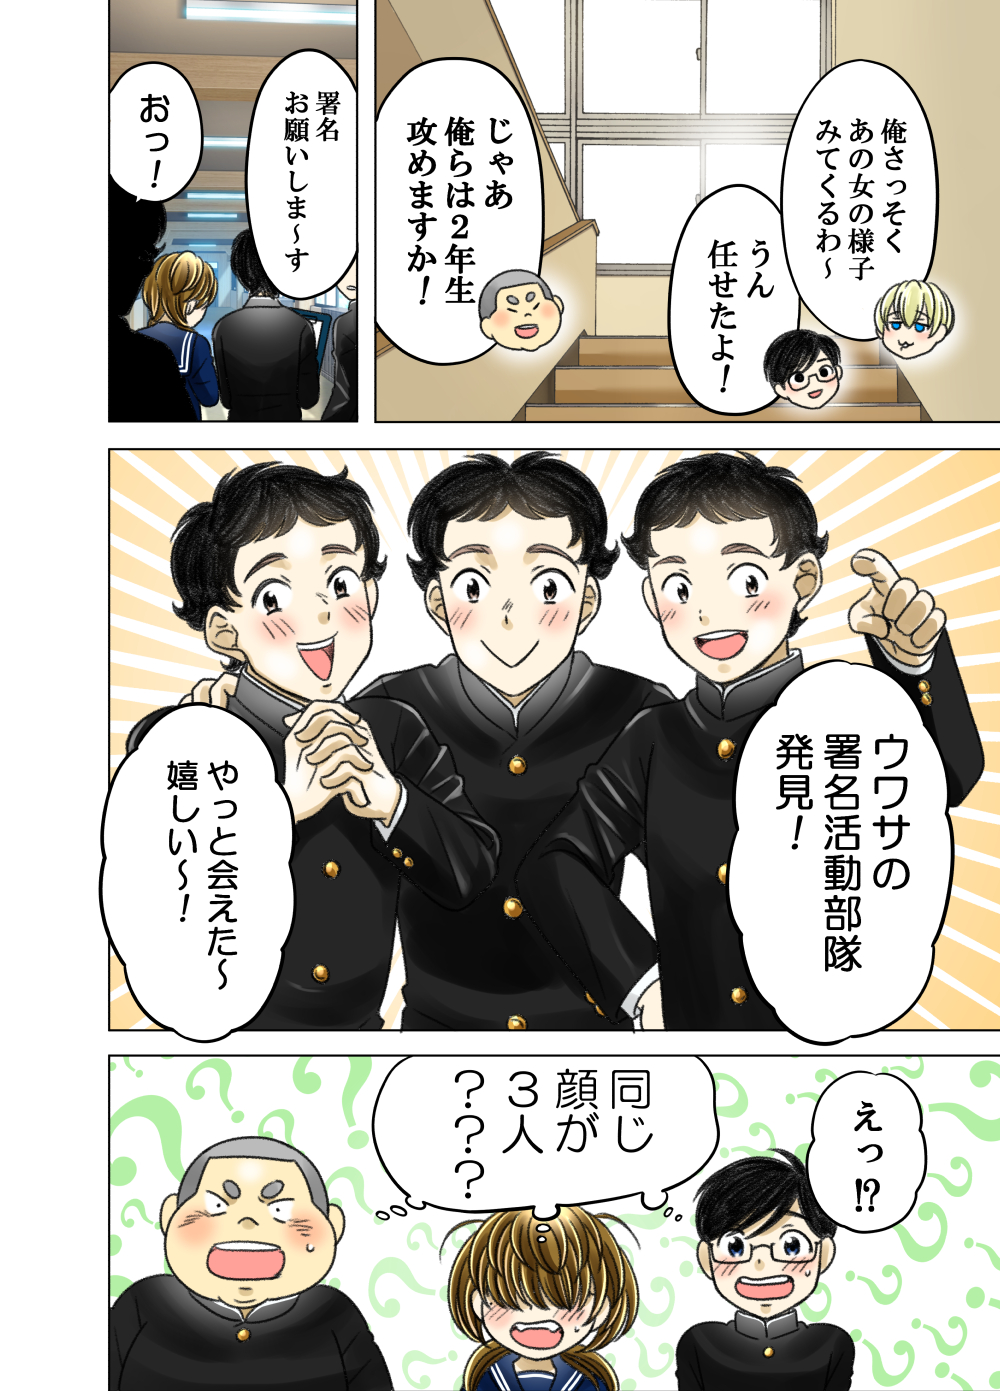 俺さっそく
あの女の様子
みてくるわ〜
うん
任せたよ！
じゃあ
俺らは２年生
攻めますか！
署名
お願いしま〜す
おっ！
ウワサの
署名活動部隊
発見！
やっと会えた〜
嬉しい〜！
えっ⁉
同じ
顔が
３人
？？？